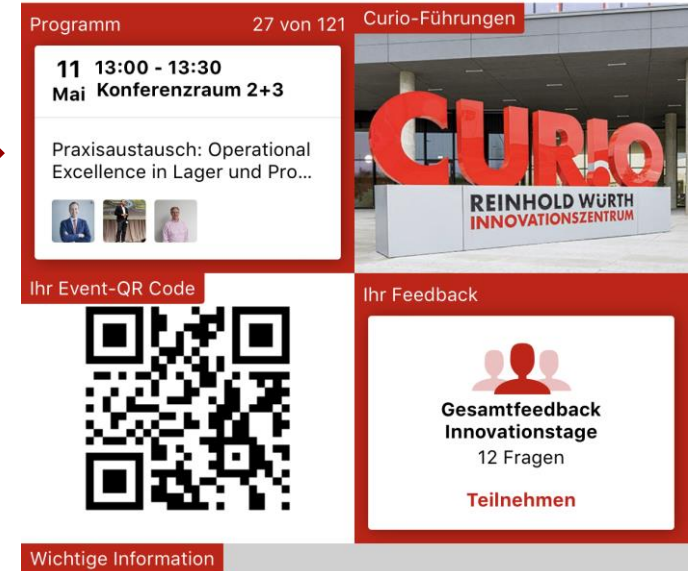 Programm 27 von 121
11 13:00 - 13:30
Mai Konferenzraum 2+3
Praxisaustausch: Operational
Excellence in Lager und Pro...
Curio-Führungen
CURIO
REINHOLD WÜRTH
INNOVATIONSZENTRUM
Ihr Event-QR Code
Ihr Feedback
Gesamtfeedback
Innovationstage
12 Fragen
Teilnehmen
Wichtige Information